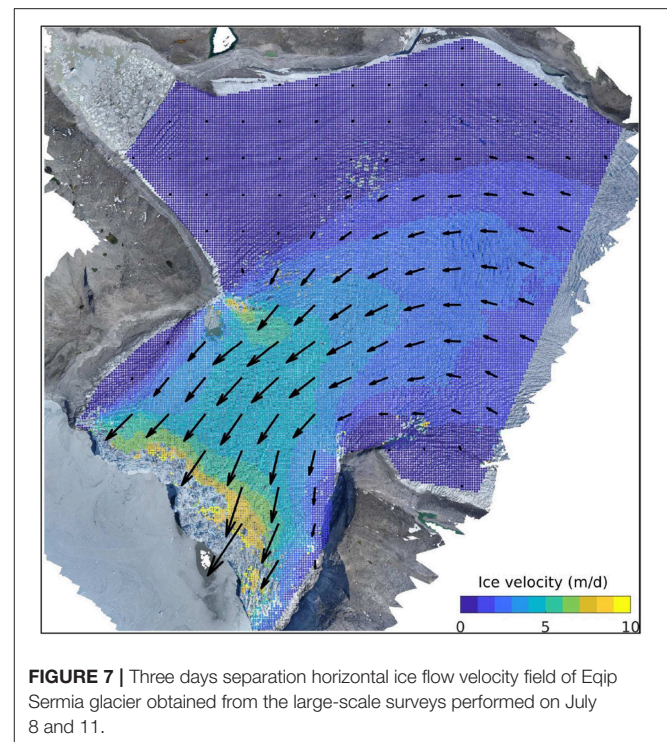 Ice velocity (m/d)
0 5 10
FIGURE 7 | Three days separation horizontal ice flow velocity field of Eqip
Sermia glacier obtained from the large-scale surveys performed on July
8 and 11.